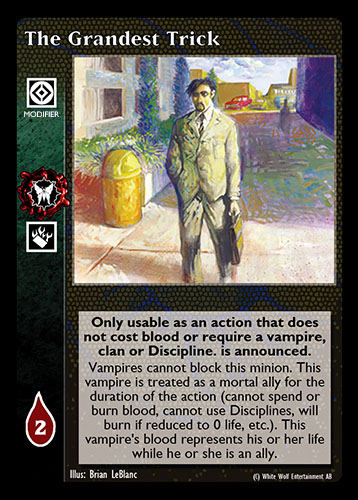 The Grandest Trick
MODIFIER
Only usable as an action that does
not cost blood or require a vampire,
clan or Discipline. is announced.
Vampires cannot block this minion. This
vampire is treated as a mortal ally for the
duration of the action (cannot spend or
burn blood, cannot use Disciplines, will
burn if reduced to 0 life, etc.). This
vampire's blood represents his or her life
while he or she is an ally.
2
Illus: Brian LeBlanc
(C) White Wolf Entertainment AB